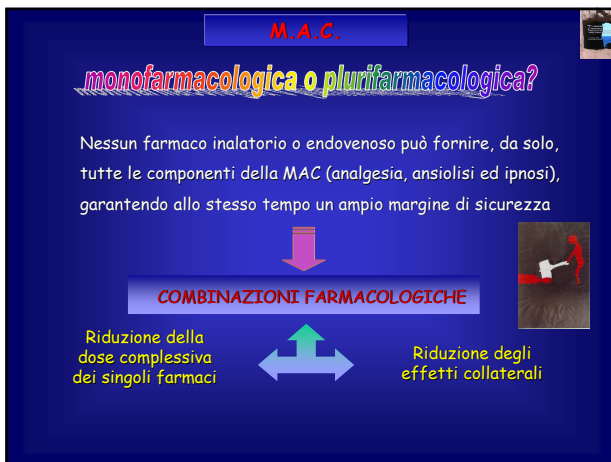 M.A.C.
monofarmacologica o plurifarmacologica?
Nessun farmaco inalatorio o endovenoso può fornire, da solo,
tutte le componenti della MAC (analgesia, ansiolisi ed ipnosi),
garantendo allo stesso tempo un ampio margine di sicurezza
COMBINAZIONI FARMACOLOGICHE
Riduzione della
dose complessiva
dei singoli farmaci
Riduzione degli
effetti collaterali